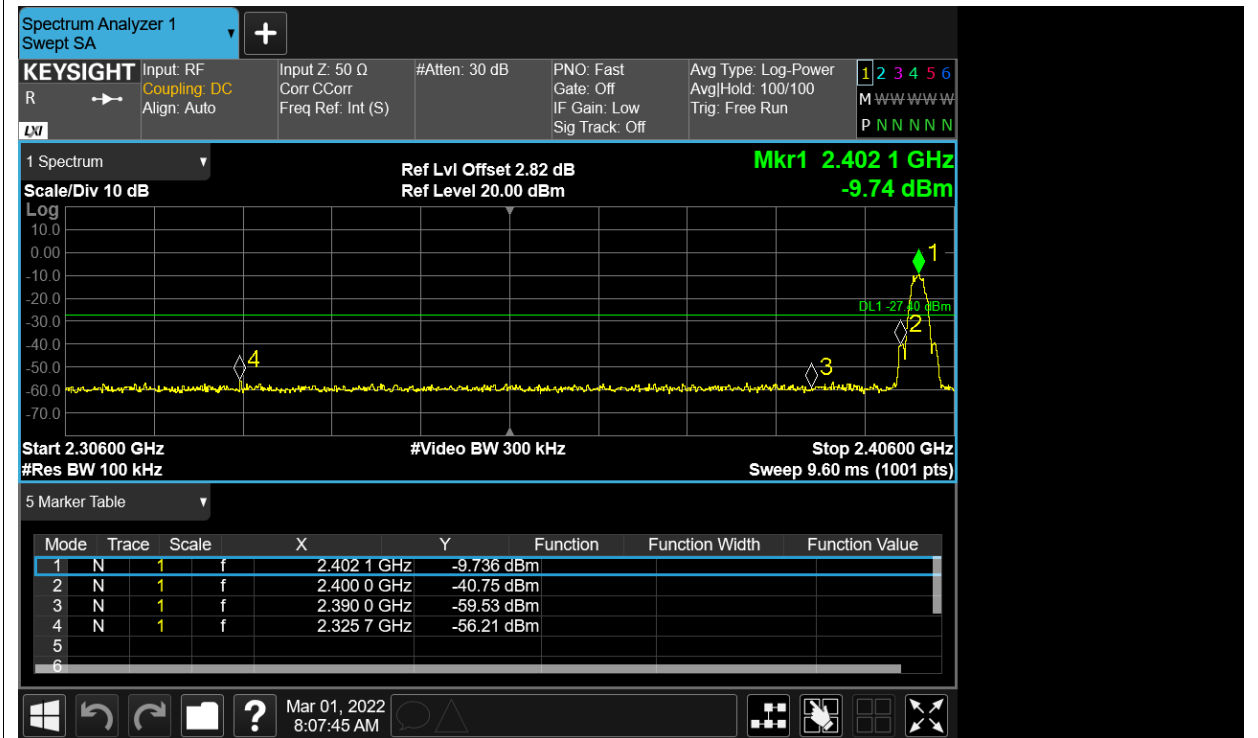 Spectrum Analyzer 1
Swept SA
KEYSIGHT
R
LXI
Input: RF
Coupling: DC
Align: Auto
Input Z: 50 Ω
Corr CCorr
Freq Ref: Int (S)
#Atten: 30 dB
PNO: Fast
Gate: Off
IF Gain: Low
Sig Track: Off
Avg Type: Log-Power
Avg|Hold: 100/100
Trig: Free Run
1 2 3 4 5 6
M W W W W W W
P N N N N N N
1 Spectrum
Scale/Div 10 dB
Ref Lvl Offset 2.82 dB
Ref Level 20.00 dBm
Mkr1 2.402 1 GHz
-9.74 dBm
Log
10.0
0.00
-10.0
-20.0
-30.0
-40.0
-50.0
-60.0
-70.0
1
DL1 -27.40 dBm
2
3
4
Start 2.30600 GHz
#Video BW 300 kHz
Stop 2.40600 GHz
#Res BW 100 kHz
Sweep 9.60 ms (1001 pts)
5 Marker Table
Mode Trace Scale X Y Function Function Width Function Value
1 N 1 f 2.402 1 GHz -9.736 dBm
2 N 1 f 2.400 0 GHz -40.75 dBm
3 N 1 f 2.390 0 GHz -59.53 dBm
4 N 1 f 2.325 7 GHz -56.21 dBm
5
6
?
Mar 01, 2022
8:07:45 AM